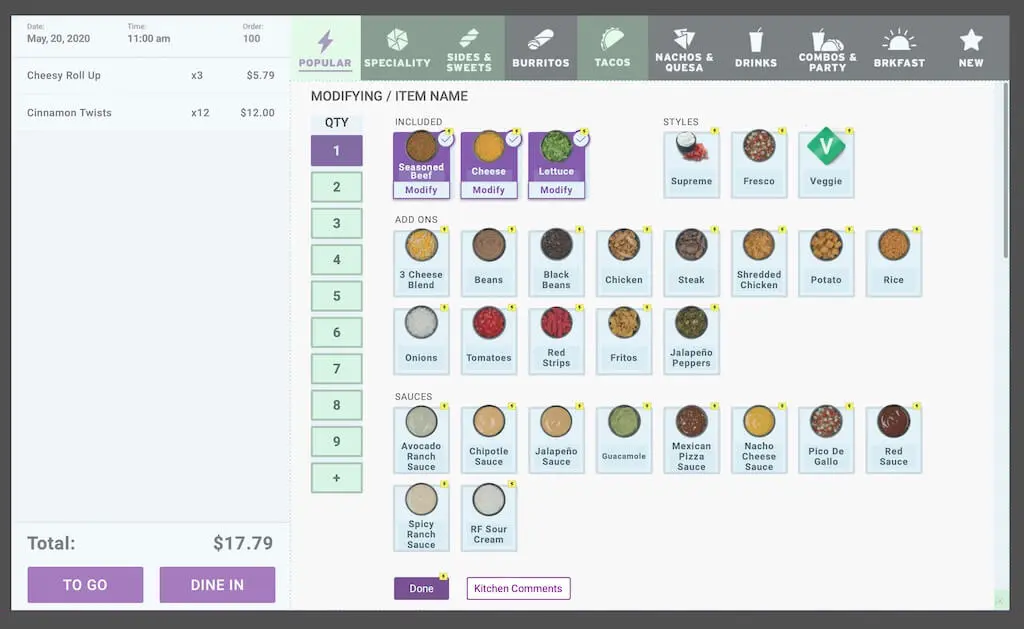 Date:
May, 20, 2020
Time:
11:00 am
Order:
100
Cheesy Roll Up x3 $5.79
Cinnamon Twists x12 $12.00
Total: $17.79
TO GO
DINE IN
POPULAR
SPECIALITY
SIDES &
SWEETS
BURRITOS
TACOS
NACHOS &
QUESA
DRINKS
COMBOS &
PARTY
BRKFAST
NEW
MODIFYING / ITEM NAME
QTY
1
2
3
4
5
6
7
8
9
+
INCLUDED
Seasoned
Beef
Modify
Cheese
Modify
Lettuce
Modify
STYLES
Supreme
Fresco
V
Veggie
ADD ONS
3 Cheese
Blend
Beans
Black
Beans
Chicken
Steak
Shredded
Chicken
Potato
Rice
Onions
Tomatoes
Red
Strips
Fritos
Jalapeño
Peppers
SAUCES
Avocado
Ranch
Sauce
Chipotle
Sauce
Jalapeño
Sauce
Guacamole
Mexican
Pizza
Sauce
Nacho
Cheese
Sauce
Pico De
Gallo
Red
Sauce
Spicy
Ranch
Sauce
RF Sour
Cream
Done
Kitchen Comments